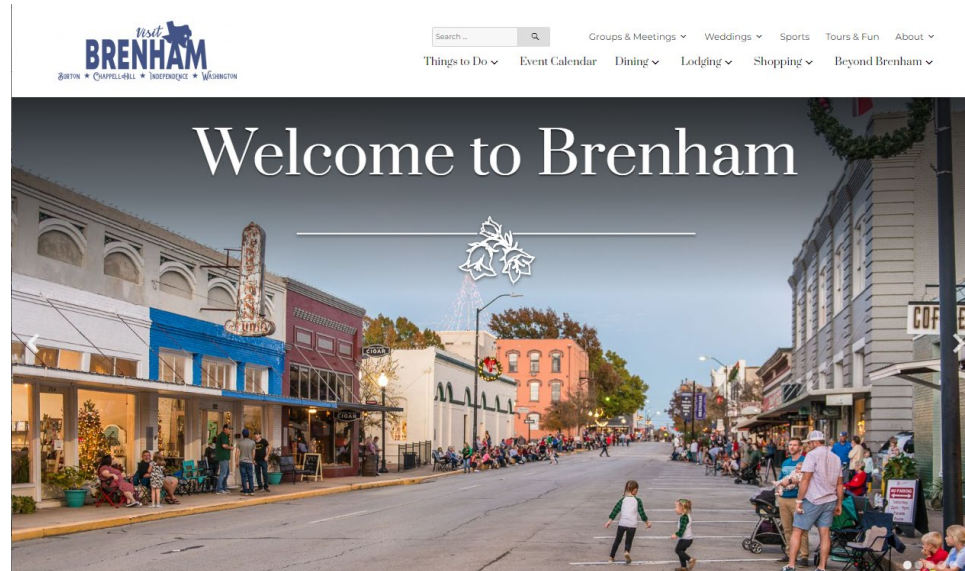 Visit
BRENHAM
BURTON ★ CHAPPELL HILL ★ INDEPENDENCE ★ WASHINGTON
Search ...
Groups & Meetings
Weddings
Sports
Tours & Fun
About
Things to Do
Event Calendar
Dining
Lodging
Shopping
Beyond Brenham
Welcome to Brenham
CIGAR
CIGAR
COFFEE
NO PARKING